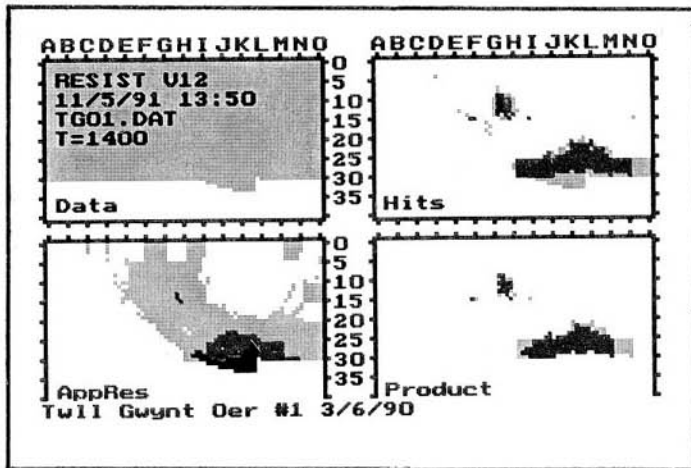 ABCDEFGHIJKLMNO ABCDEFGHIJKLMNO
RESIST V12
11/5/91 13:50
TG01.DAT
T=1400
Data
0
5
10
15
20
25
30
35
Hits
AppRes
0
5
10
15
20
25
30
35
Product
Twll Gwynt Oer #1 3/6/90